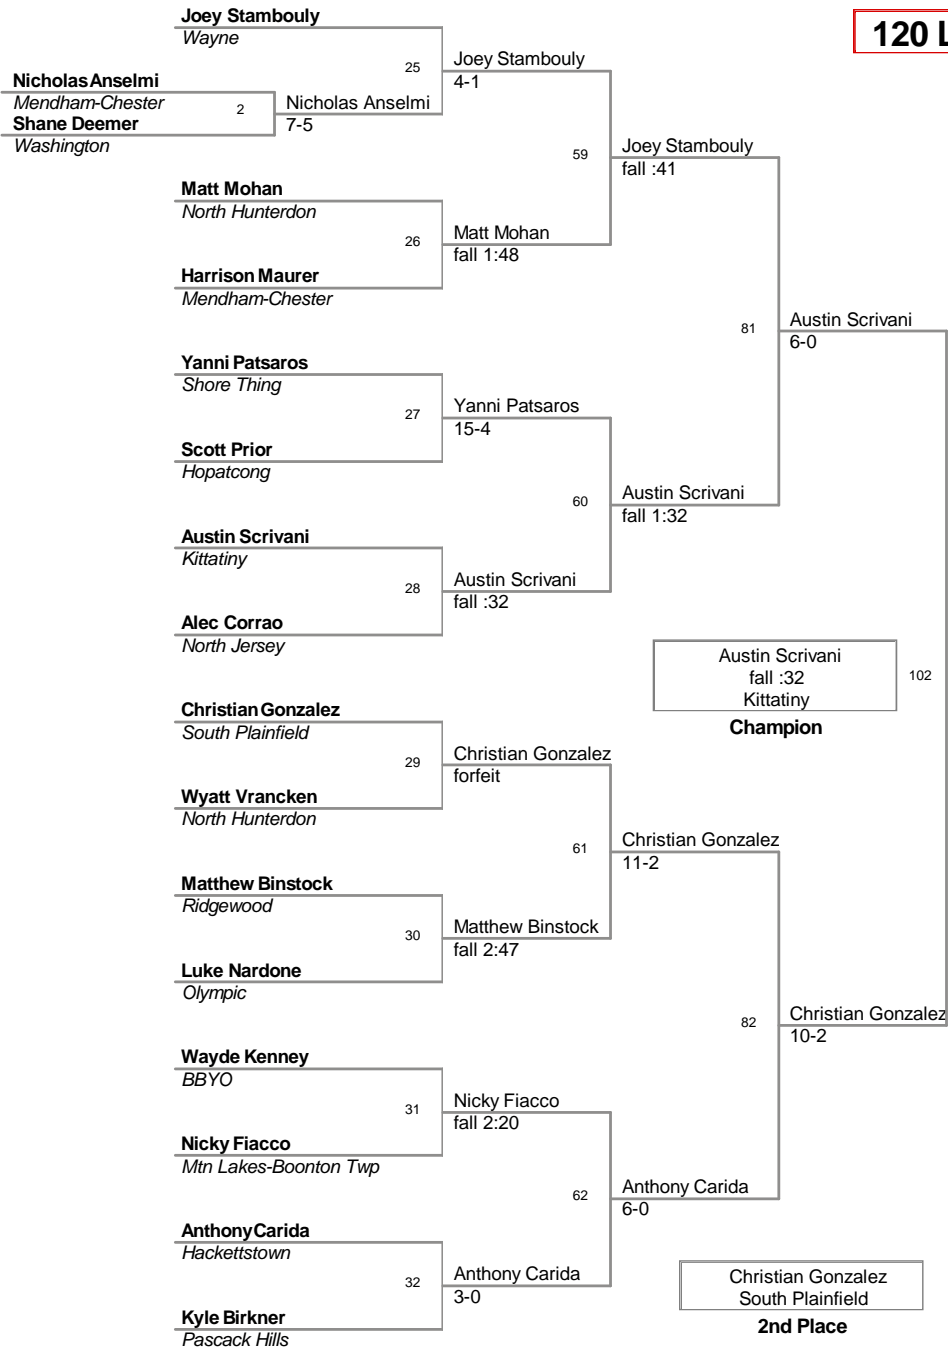 Joey Stambouly
Wayne
120 L
25
Joey Stambouly
4-1
Nicholas Anselmi
Mendham-Chester
2
Nicholas Anselmi
7-5
Shane Deemer
Washington
59
Joey Stambouly
fall :41
Matt Mohan
North Hunterdon
26
Matt Mohan
fall 1:48
Harrison Maurer
Mendham-Chester
81
Austin Scrivani
6-0
Yanni Patsaros
Shore Thing
27
Yanni Patsaros
15-4
Scott Prior
Hopatcong
60
Austin Scrivani
fall 1:32
Austin Scrivani
Kittatiny
28
Austin Scrivani
fall :32
Alec Corrao
North Jersey
Austin Scrivani
fall :32
Kittatiny
102
Champion
Christian Gonzalez
South Plainfield
29
Christian Gonzalez
forfeit
Wyatt Vrancken
North Hunterdon
61
Christian Gonzalez
11-2
Matthew Binstock
Ridgewood
30
Matthew Binstock
fall 2:47
Luke Nardone
Olympic
82
Christian Gonzalez
10-2
Wayde Kenney
BBYO
31
Nicky Fiacco
fall 2:20
Nicky Fiacco
Mtn Lakes-Boonton Twp
62
Anthony Carida
6-0
Anthony Carida
Hackettstown
32
Anthony Carida
3-0
Kyle Birkner
Pascack Hills
Christian Gonzalez
South Plainfield
2nd Place